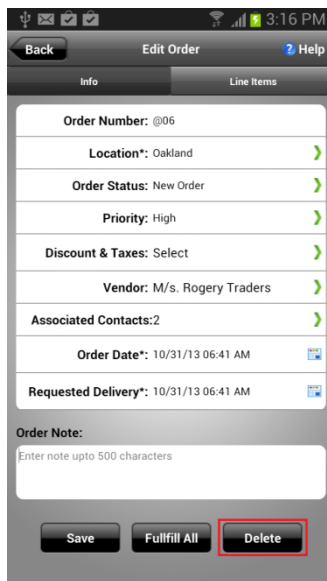 3:16 PM
Back Edit Order ? Help
Info Line Items
Order Number: @06
Location*: Oakland
Order Status: New Order
Priority: High
Discount & Taxes: Select
Vendor: M/s. Rogery Traders
Associated Contacts:2
Order Date*: 10/31/13 06:41 AM
Requested Delivery*: 10/31/13 06:41 AM
Order Note:
Enter note upto 500 characters
Save Fullfill All Delete